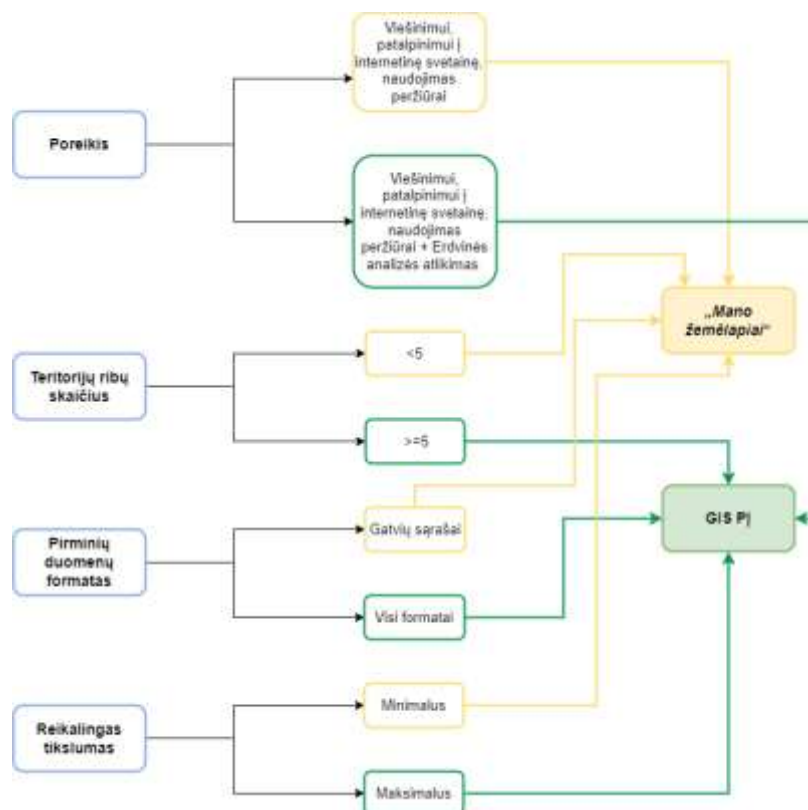 Viešinimui,
patalpinimui į
internetinę svetainę,
naudojimas
peržiūrai
Poreikis
Viešinimui,
patalpinimui į
internetinę svetainę,
naudojimas
peržiūrai + Erdvinės
analizės atlikimas
„Mano
žemėlapiai“
Teritorijų ribų
skaičius
<5
>=5
Pirminių
duomenų
formatas
Gatvių sąrašai
GIS PĮ
Visi formatai
Reikalingas
tikslumas
Minimalus
Maksimalus